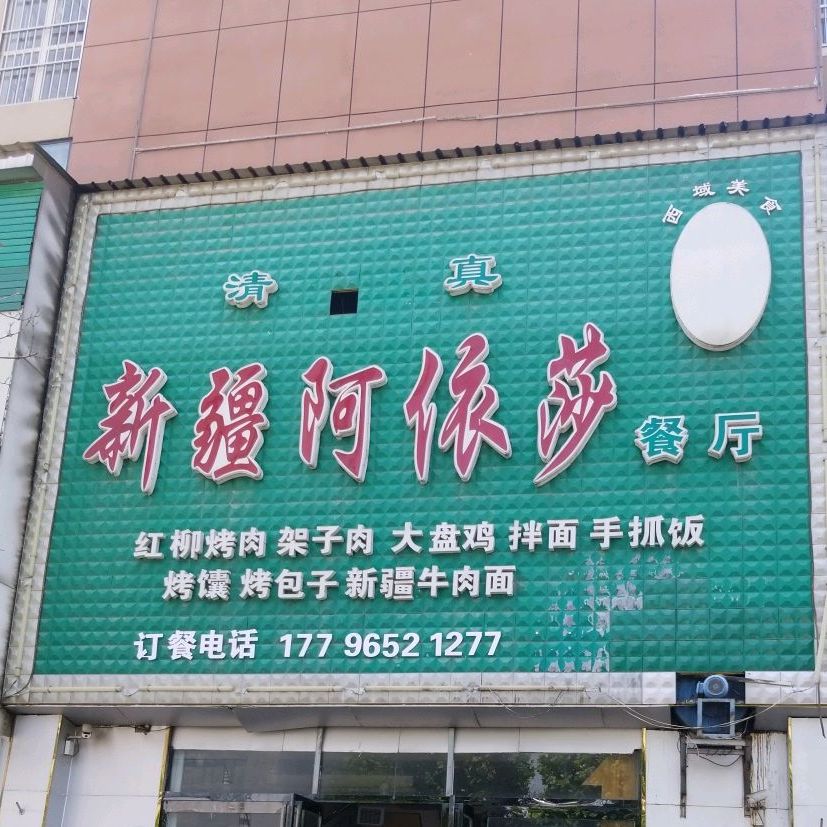 西域美食
清真
新疆阿依莎餐厅
红柳烤肉 架子肉 大盘鸡 拌面 手抓饭
烤馕 烤包子 新疆牛肉面
订餐电话 177 9652 1277